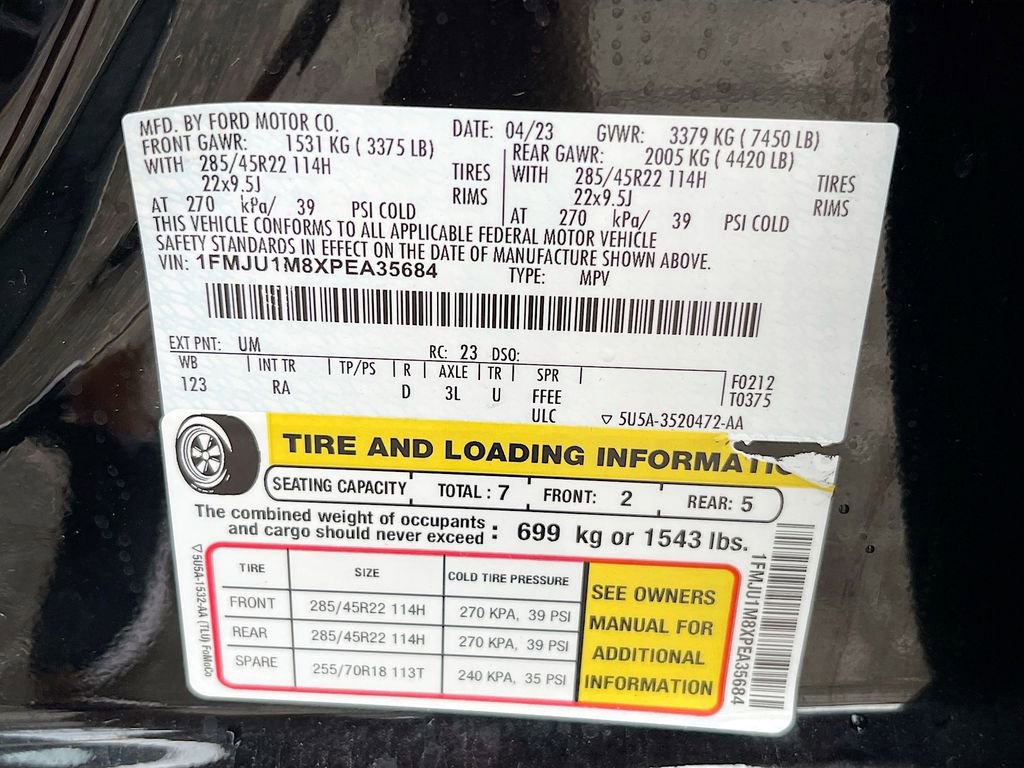 MFD. BY FORD MOTOR CO. DATE: 04/23 GVWR: 3379 KG ( 7450 LB)
FRONT GAWR: 1531 KG ( 3375 LB) REAR GAWR: 2005 KG ( 4420 LB)
WITH 285/45R22 114H TIRES WITH 285/45R22 114H TIRES
22x9.5J RIMS 22x9.5J RIMS
AT 270 kPa/ 39 PSI COLD AT 270 kPa/ 39 PSI COLD
THIS VEHICLE CONFORMS TO ALL APPLICABLE FEDERAL MOTOR VEHICLE
SAFETY STANDARDS IN EFFECT ON THE DATE OF MANUFACTURE SHOWN ABOVE.
VIN: 1FMJU1M8XPEA35684 TYPE: MPV
EXT PNT: UM RC: 23 DSO:
WB INT TR TP/PS R AXLE TR SPR F0212
123 RA D 3L U FFEE T0375
ULC 5U5A-3520472-AA
TIRE AND LOADING INFORMATIO
SEATING CAPACITY TOTAL : 7 FRONT: 2 REAR: 5
The combined weight of occupants
and cargo should never exceed : 699 kg or 1543 lbs.
TIRE SIZE COLD TIRE PRESSURE
FRONT 285/45R22 114H 270 KPA, 39 PSI
REAR 285/45R22 114H 270 KPA, 39 PSI
SPARE 255/70R18 113T 240 KPA, 35 PSI
SEE OWNERS
MANUAL FOR
ADDITIONAL
INFORMATION
5U5A-1532-AA (TLU) FoMoCo
1FMJU1M8XPEA35684